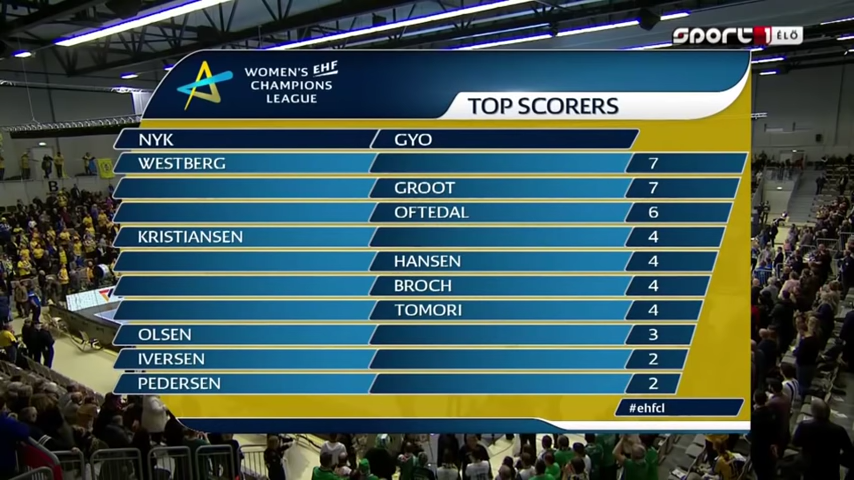 SPORT1 ÉLŐ
WOMEN'S EHF
CHAMPIONS
LEAGUE
TOP SCORERS
NYK GYO
WESTBERG 7
GROOT 7
OFTEDAL 6
KRISTIANSEN 4
HANSEN 4
BROCH 4
TOMORI 4
OLSEN 3
IVERSEN 2
PEDERSEN 2
#ehfcl